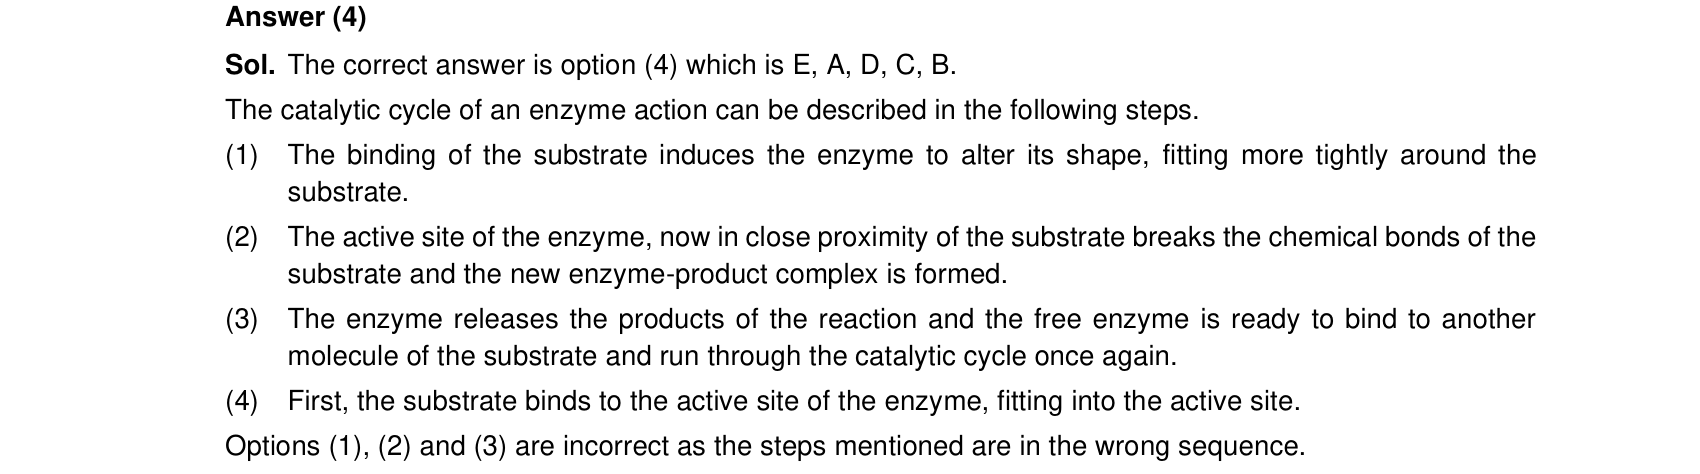 Answer (4)
Sol. The correct answer is option (4) which is E, A, D, C, B.
The catalytic cycle of an enzyme action can be described in the following steps.
(1) The binding of the substrate induces the enzyme to alter its shape, fitting more tightly around the
substrate.
(2) The active site of the enzyme, now in close proximity of the substrate breaks the chemical bonds of the
substrate and the new enzyme-product complex is formed.
(3) The enzyme releases the products of the reaction and the free enzyme is ready to bind to another
molecule of the substrate and run through the catalytic cycle once again.
(4) First, the substrate binds to the active site of the enzyme, fitting into the active site.
Options (1), (2) and (3) are incorrect as the steps mentioned are in the wrong sequence.